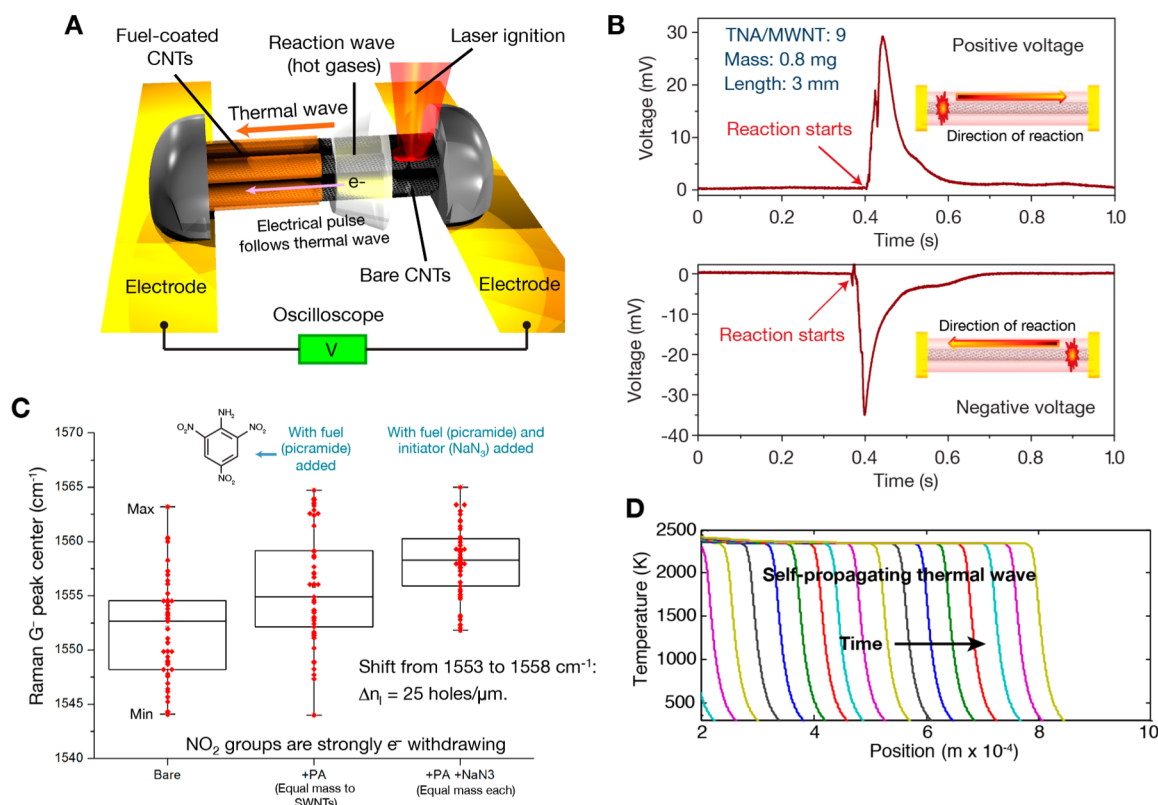 A
Fuel-coated
CNTs
Reaction wave
(hot gases)
Laser ignition
Thermal wave
e-
Electrical pulse
follows thermal wave
Bare CNTs
Electrode
Electrode
Oscilloscope
V
B
TNA/MWNT: 9
Mass: 0.8 mg
Length: 3 mm
Positive voltage
Reaction starts
Direction of reaction
Voltage (mV)
30
20
10
0
0
0.2
0.4
0.6
0.8
1.0
Time (s)
Reaction starts
Direction of reaction
Negative voltage
Voltage (mV)
0
-10
-20
-30
-40
0
0.2
0.4
0.6
0.8
1.0
Time (s)
C
NH2
O2N
NO2
NO2
With fuel
(picramide)
added
With fuel (picramide) and
initiator (NaN3) added
Raman G- peak center (cm-1)
1570
1565
1560
1555
1550
1545
1540
Max
Min
Shift from 1553 to 1558 cm-1:
Δnl = 25 holes/μm.
NO2 groups are strongly e- withdrawing
Bare
+PA
(Equal mass to
SWNTs)
+PA +NaN3
(Equal mass each)
D
Temperature (K)
2500
2000
1500
1000
500
Self-propagating thermal wave
Time
2
4
6
8
10
Position (m x 10-4)